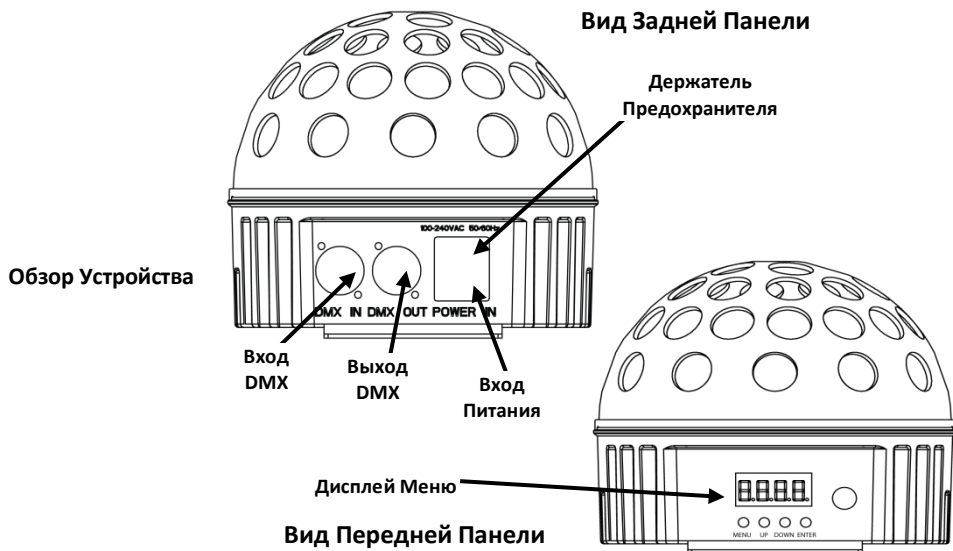 Вид Задней Панели
Держатель
Предохранителя
100-240VAC 50/60Hz
Обзор Устройства
DMX IN DMX OUT POWER IN
Вход
DMX
Выход
DMX
Вход
Питания
Дисплей Меню
MENU UP DOWN ENTER
Вид Передней Панели